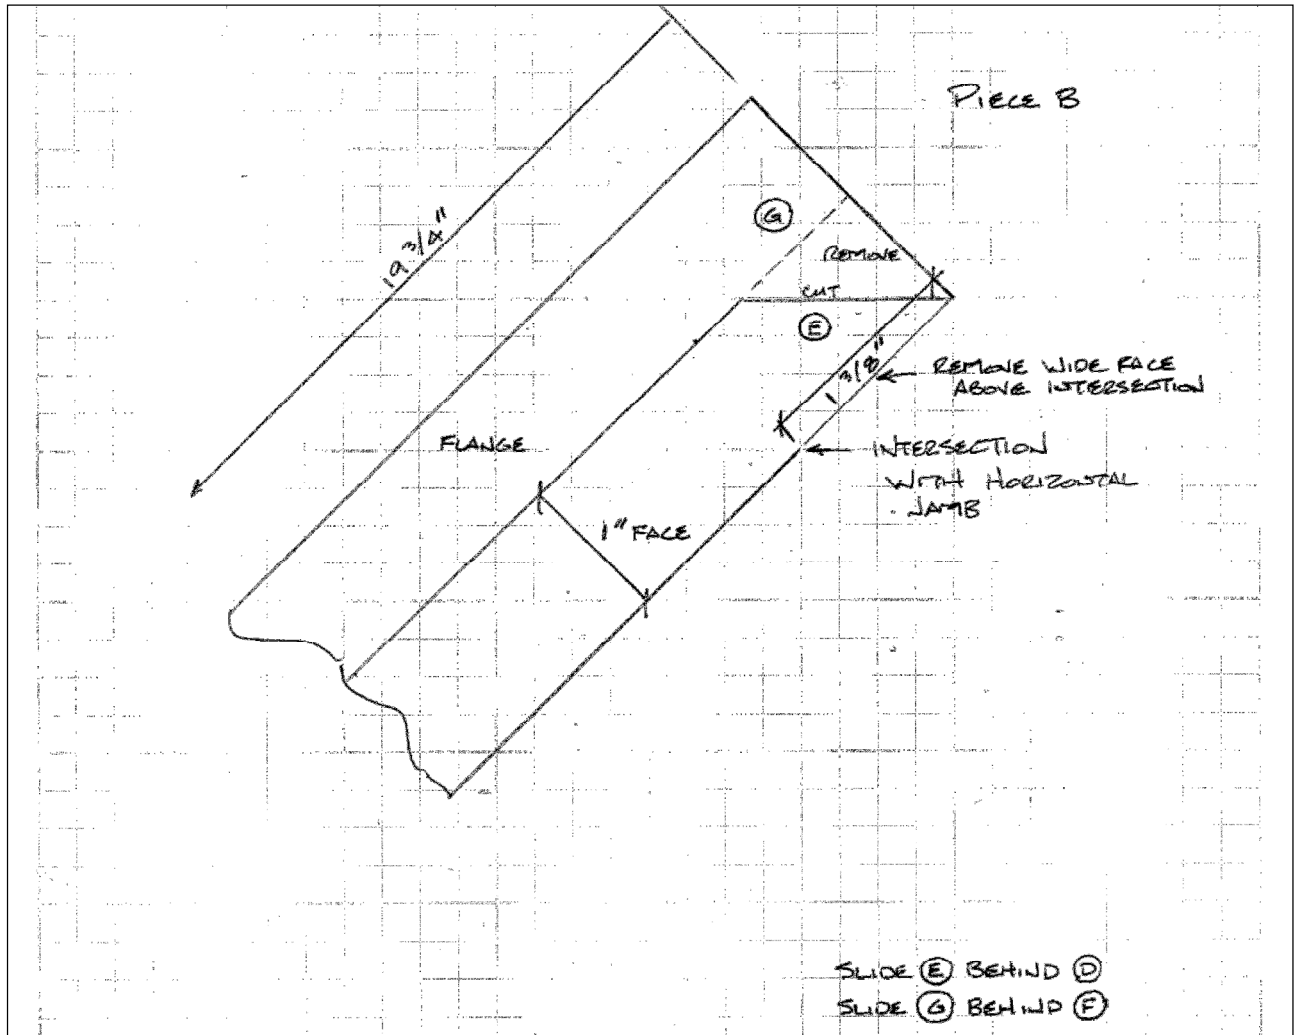 PIECE B
19 3/4"
G
REMOVE
CUT
E
1 3/8"
REMOVE WIDE FACE
ABOVE INTERSECTION
FLANGE
INTERSECTION
WITH HORIZONTAL
JAMB
1" FACE
SLIDE E BEHIND D
SLIDE G BEHIND F